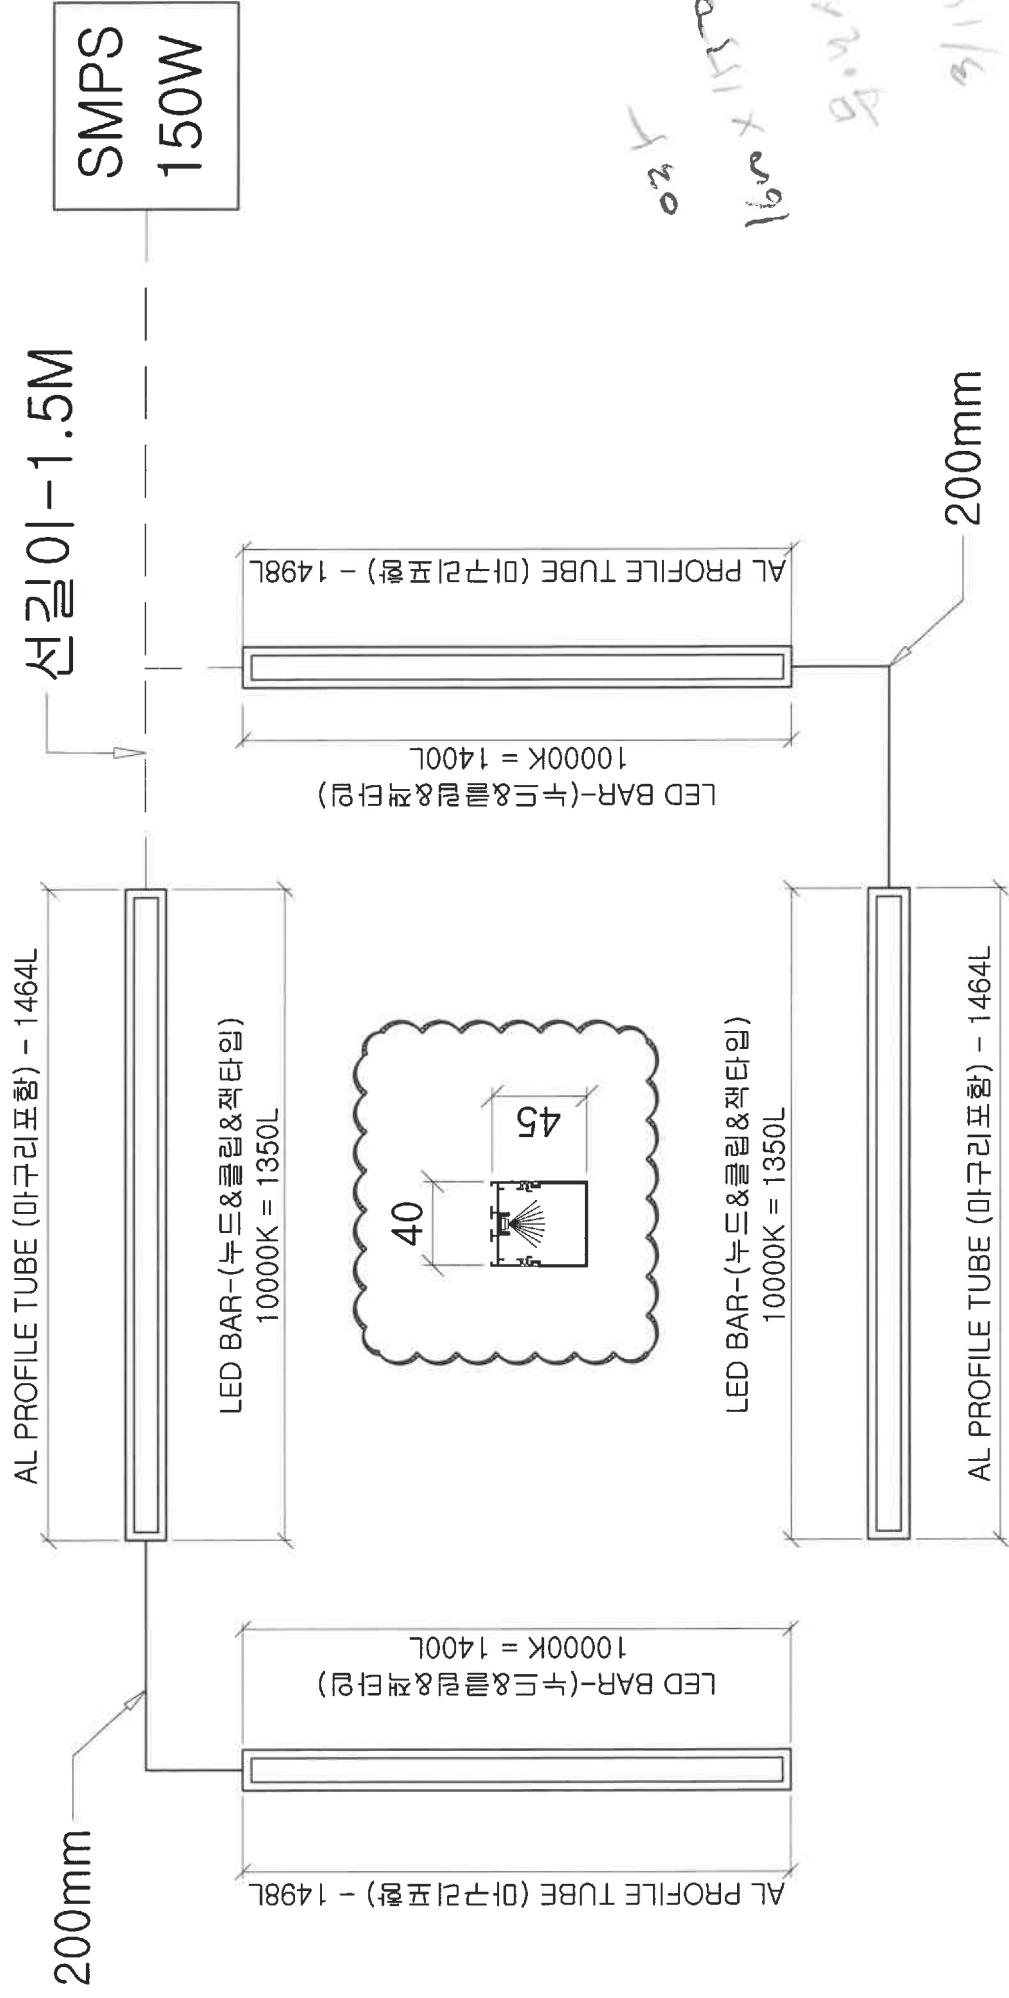 SMPS
150W
선길이-1.5M
AL PROFILE TUBE (마구리포함) - 1498L
10000K = 1400L
LED BAR-(누드&클립&잭타입)
200mm
AL PROFILE TUBE (마구리포함) - 1464L
LED BAR-(누드&클립&잭타입)
10000K = 1350L
40
45
LED BAR-(누드&클립&잭타입)
10000K = 1350L
AL PROFILE TUBE (마구리포함) - 1464L
10000K = 1400L
LED BAR-(누드&클립&잭타입)
200mm
AL PROFILE TUBE (마구리포함) - 1498L